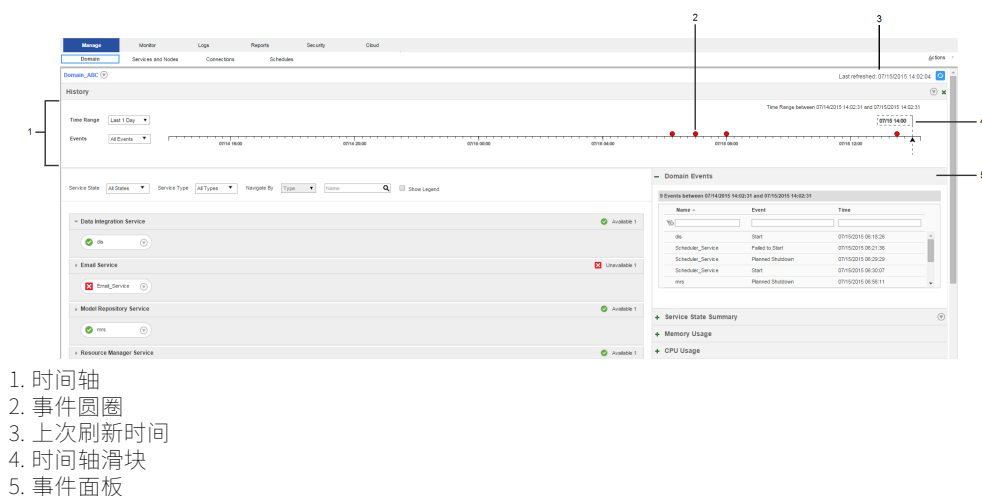 2
3
Manage Monitor Logs Reports Security Cloud
Domain Services and Nodes Connections Schedules Actions
Domain_ABC Last refreshed: 07/15/2015 14:02:04
History
Time Range between 07/14/2015 14:02:31 and 07/15/2015 14:02:31
1
Time Range Last 1 Day 07/15 14:00
4
Events All Events
07/14 16:00 07/14 20:00 07/15 00:00 07/15 04:00 07/15 08:00 07/15 12:00
Domain Events
5
Service State All States Service Type All Types Navigate By Type Name Show Legend
9 Events between 07/14/2015 14:02:31 and 07/15/2015 14:02:31
Name Event Time
Data Integration Service Available 1
dis
dis Start 07/15/2015 06:18:28
Scheduler_Service Failed to Start 07/15/2015 06:21:36
Scheduler_Service Planned Shutdown 07/15/2015 06:29:29
Scheduler_Service Start 07/15/2015 06:30:07
mrs Planned Shutdown 07/15/2015 06:56:11
Email Service Unavailable 1
Email_Service
Model Repository Service Available 1
mrs
Resource Manager Service Available 1
Service State Summary
Memory Usage
CPU Usage
1. 时间轴
2. 事件圆圈
3. 上次刷新时间
4. 时间轴滑块
5. 事件面板